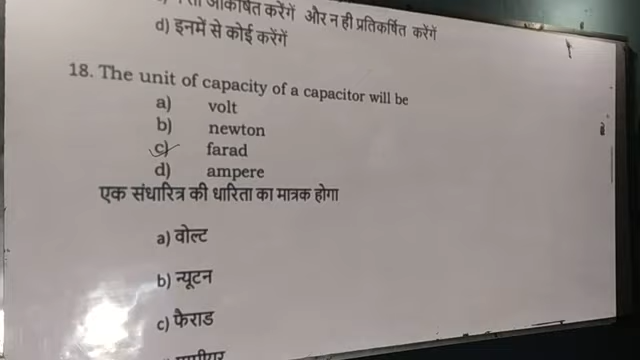 आकर्षित करेंगें और न ही प्रतिकर्षित करेंगें
d) इनमें से कोई करेंगें
18. The unit of capacity of a capacitor will be
a) volt
b) newton
c) farad
d) ampere
एक संधारित्र की धारिता का मात्रक होगा
a) वोल्ट
b) न्यूटन
c) फैराड